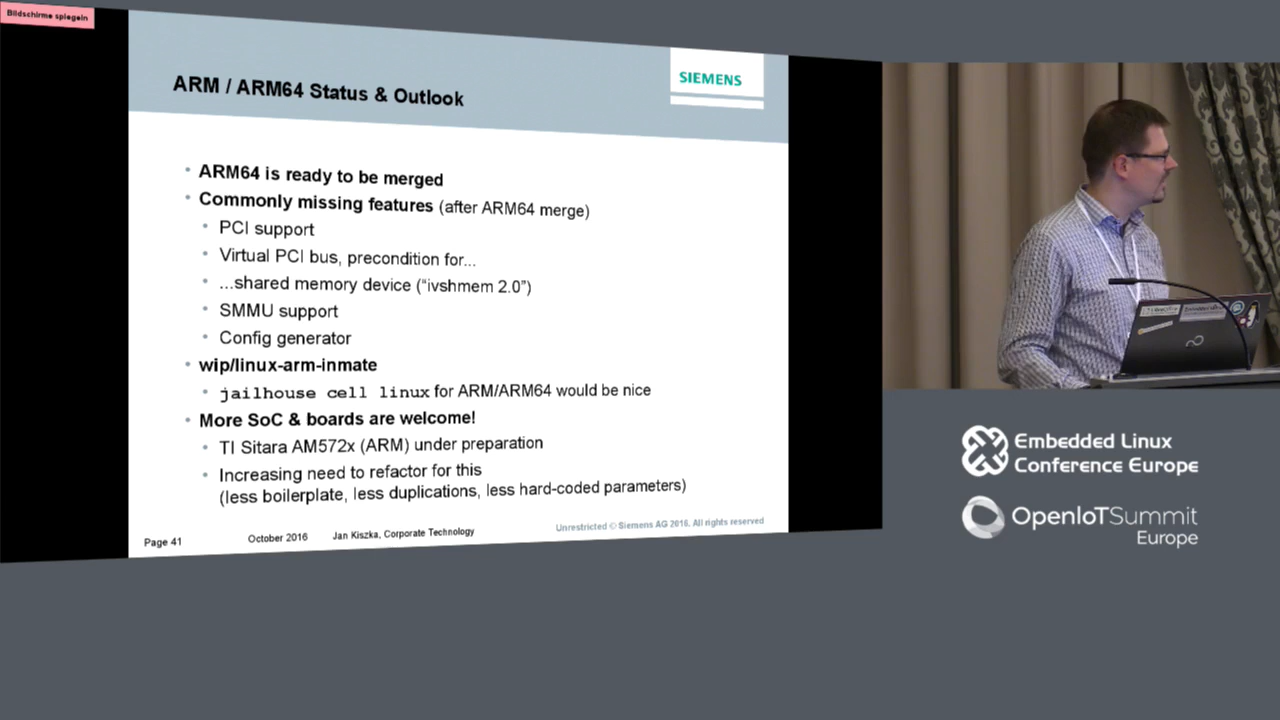 Bildschirme spiegeln
ARM / ARM64 Status & Outlook
SIEMENS
ARM64 is ready to be merged
Commonly missing features (after ARM64 merge)
PCI support
Virtual PCI bus, precondition for...
...shared memory device ("ivshmem 2.0")
SMMU support
Config generator
wip/linux-arm-inmate
jailhouse cell linux for ARM/ARM64 would be nice
More SoC & boards are welcome!
TI Sitara AM572x (ARM) under preparation
Increasing need to refactor for this
(less boilerplate, less duplications, less hard-coded parameters)
Page 41
October 2016
Jan Kiszka, Corporate Technology
Unrestricted © Siemens AG 2016. All rights reserved
Embedded Linux
Conference Europe
OpenIoTSummit
Europe